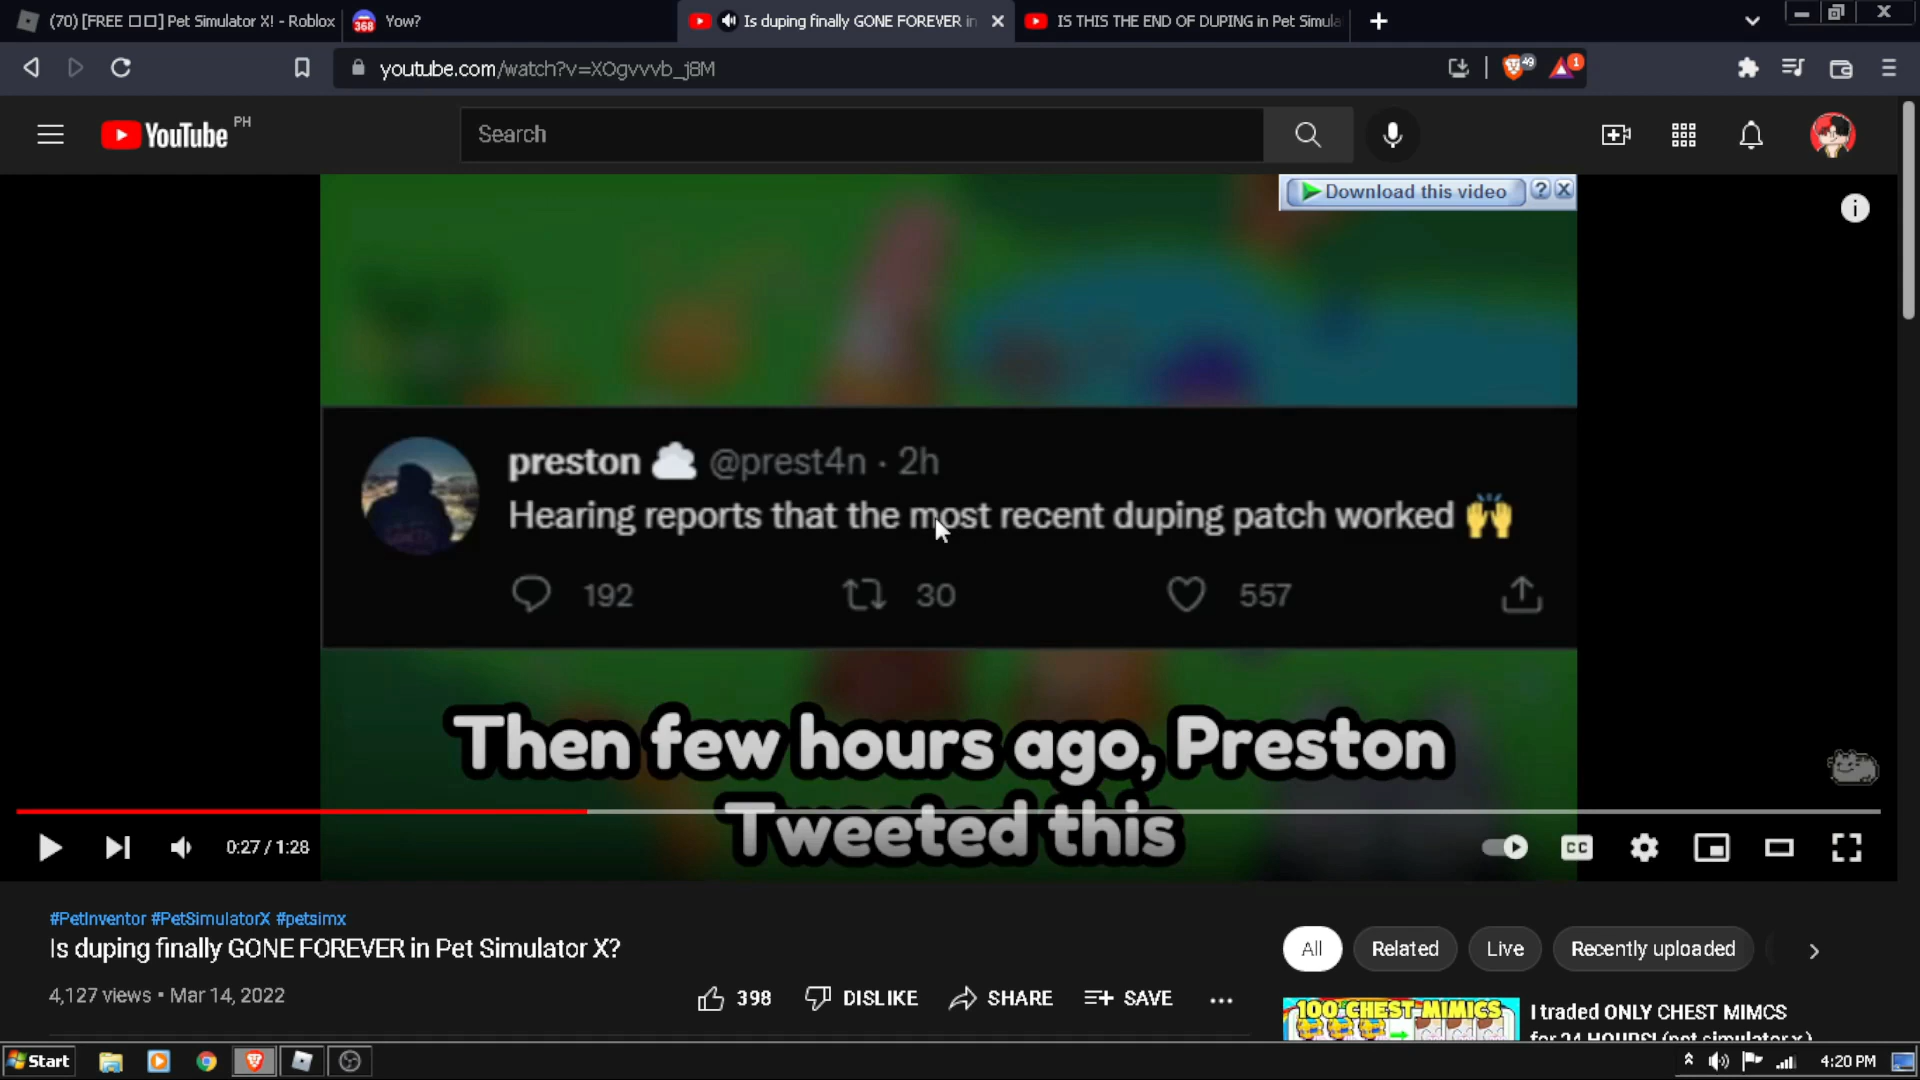 (70) [FREE □□] Pet Simulator X! - Roblox
368 Yow?
Is duping finally GONE FOREVER in
IS THIS THE END OF DUPING in Pet Simula
youtube.com/watch?v=XOgvvvb_j8M
49
1
YouTube PH
Search
Download this video
preston @prest4n · 2h
Hearing reports that the most recent duping patch worked 🙌
192 30 557
Then few hours ago, Preston
Tweeted this
0:27 / 1:28
CC
#PetInventor #PetSimulatorX #petsimx
Is duping finally GONE FOREVER in Pet Simulator X?
4,127 views • Mar 14, 2022
398 DISLIKE SHARE SAVE
All Related Live Recently uploaded
100 CHEST MIMICS
I traded ONLY CHEST MIMCS
for 24 HOURS! (pet simulator x )
Start
4:20 PM